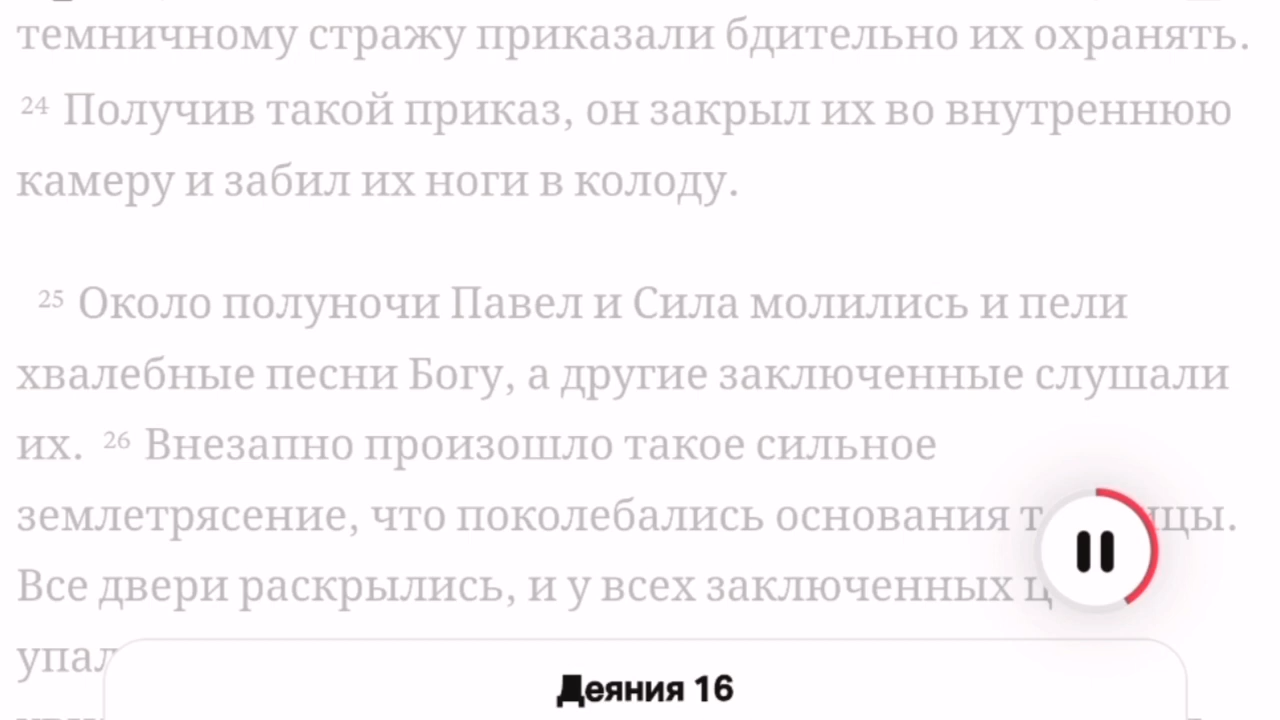 темничному стражу приказали бдительно их охранять.
24 Получив такой приказ, он закрыл их во внутреннюю
камеру и забил их ноги в колоду.
25 Около полуночи Павел и Сила молились и пели
хвалебные песни Богу, а другие заключенные слушали
их. 26 Внезапно произошло такое сильное
землетрясение, что поколебались основания
Все двери раскрылись, и у всех заключенных
Деяния 16